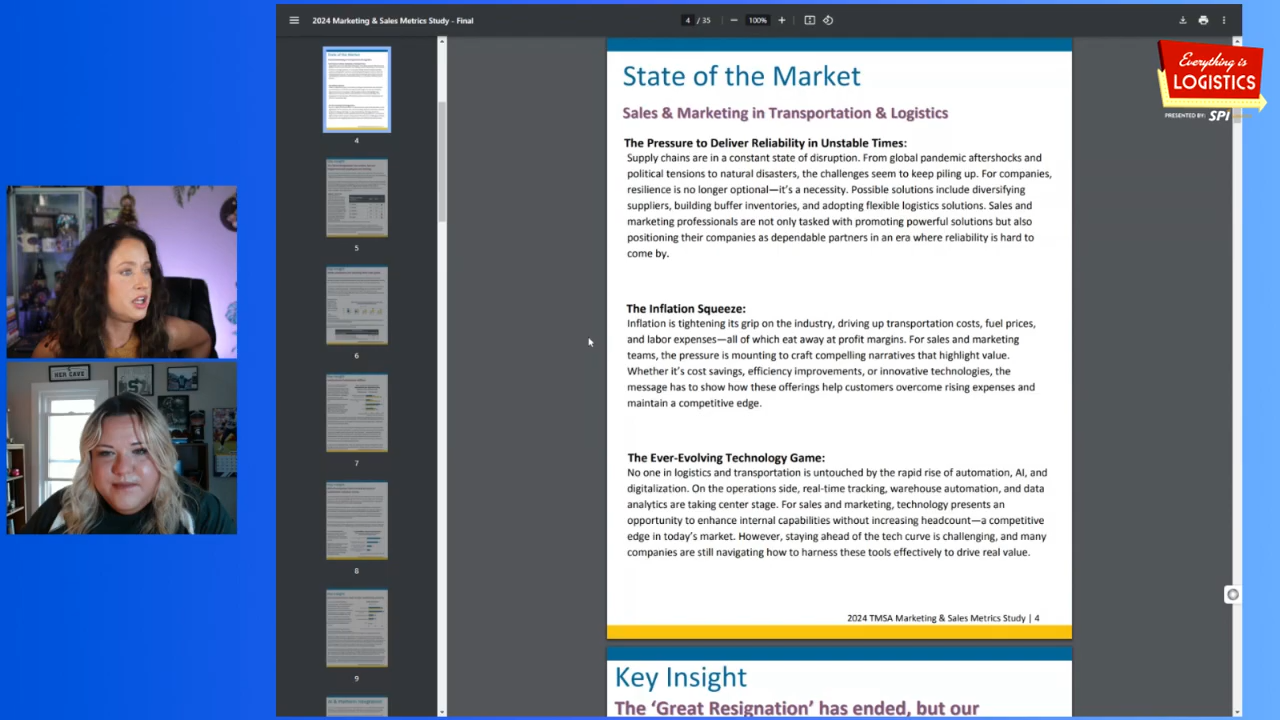 2024 Marketing & Sales Metrics Study - Final
4 / 35
100%
Everything is
LOGISTICS
PRESENTED BY: SPI
HER CAVE
4
5
6
7
8
9
State of the Market
Sales & Marketing in Transportation & Logistics
The Pressure to Deliver Reliability in Unstable Times:
Supply chains are in a constant state of disruption. From global pandemic aftershocks and
political tensions to natural disasters, the challenges seem to keep piling up. For companies,
resilience is no longer optional—it's a necessity. Possible solutions include diversifying
suppliers, building buffer inventories, and adopting flexible logistics solutions. Sales and
marketing professionals are not only tasked with promoting powerful solutions but also
positioning their companies as dependable partners in an era where reliability is hard to
come by.
The Inflation Squeeze:
Inflation is tightening its grip on the industry, driving up transportation costs, fuel prices,
and labor expenses—all of which eat away at profit margins. For sales and marketing
teams, the pressure is mounting to craft compelling narratives that highlight value.
Whether it's cost savings, efficiency improvements, or innovative technologies, the
message has to show how these offerings help customers overcome rising expenses and
maintain a competitive edge.
The Ever-Evolving Technology Game:
No one in logistics and transportation is untouched by the rapid rise of automation, AI, and
digitalization. On the operations side, real-time tracking, warehouse automation, and data
analytics are taking center stage. For sales and marketing, technology presents an
opportunity to enhance internal capabilities without increasing headcount—a competitive
edge in today's market. However, staying ahead of the tech curve is challenging, and many
companies are still navigating how to harness these tools effectively to drive real value.
2024 TMSA Marketing & Sales Metrics Study | 4
Key Insight
The 'Great Resignation' has ended, but our